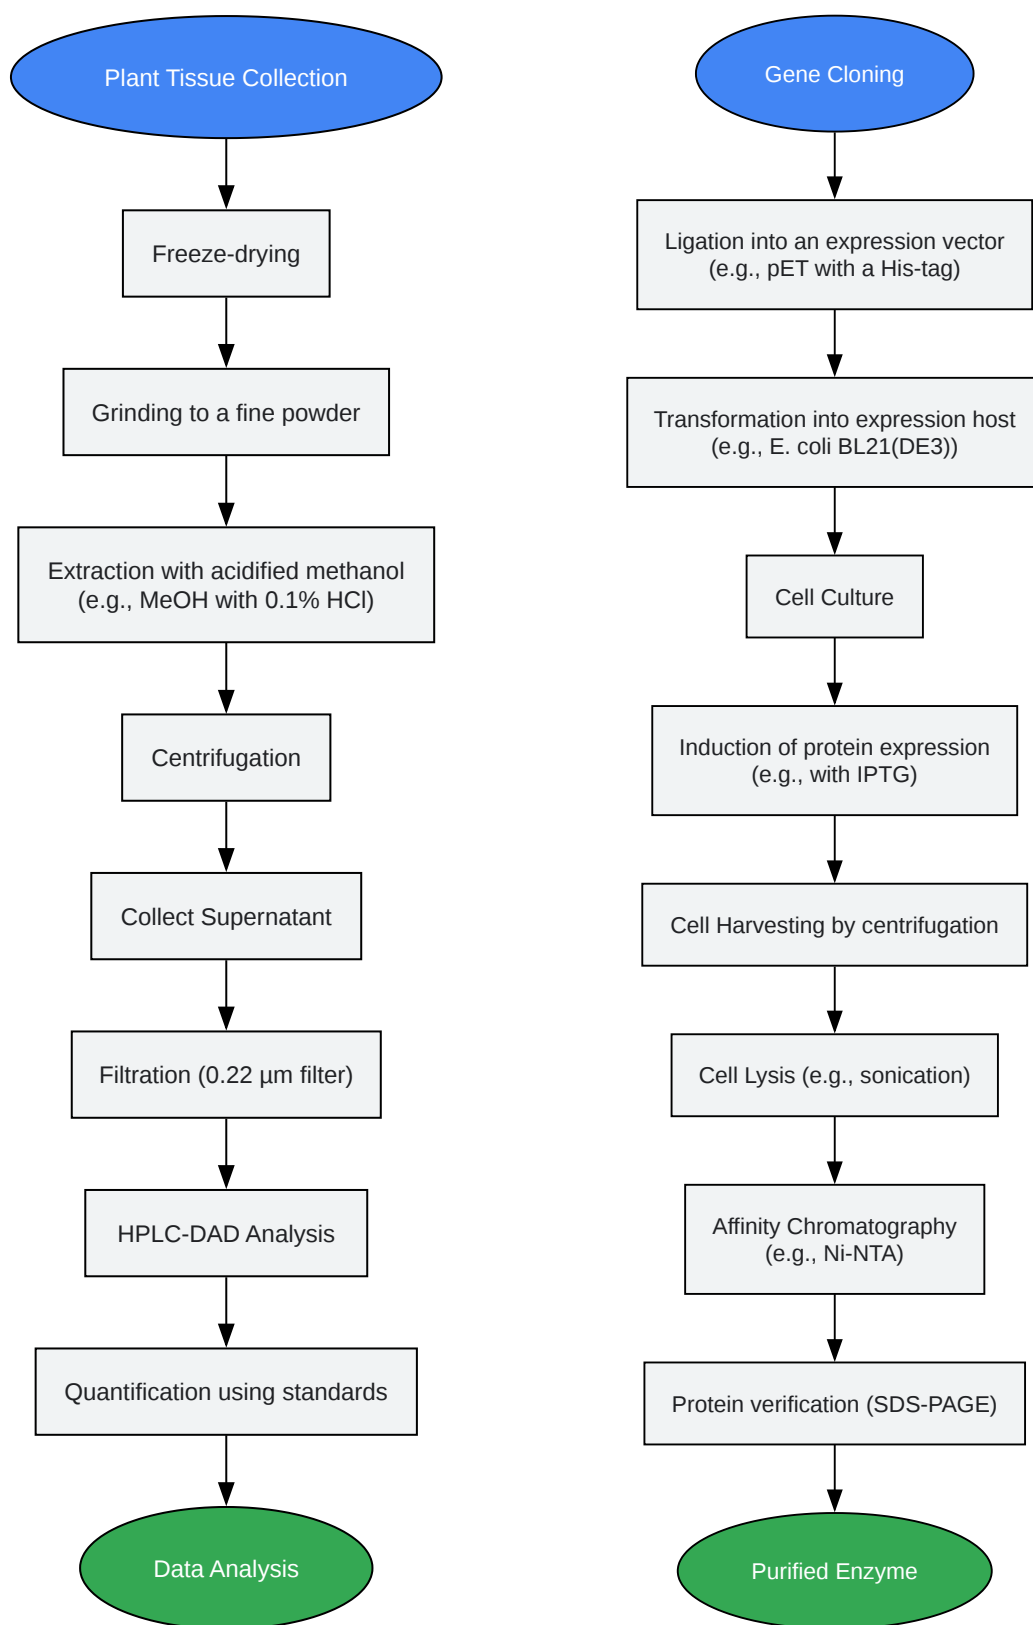 Plant Tissue Collection
Freeze-drying
Grinding to a fine powder
Extraction with acidified methanol
(e.g., MeOH with 0.1% HCl)
Centrifugation
Collect Supernatant
Filtration (0.22 µm filter)
HPLC-DAD Analysis
Quantification using standards
Data Analysis
Gene Cloning
Ligation into an expression vector
(e.g., pET with a His-tag)
Transformation into expression host
(e.g., E. coli BL21(DE3))
Cell Culture
Induction of protein expression
(e.g., with IPTG)
Cell Harvesting by centrifugation
Cell Lysis (e.g., sonication)
Affinity Chromatography
(e.g., Ni-NTA)
Protein verification (SDS-PAGE)
Purified Enzyme